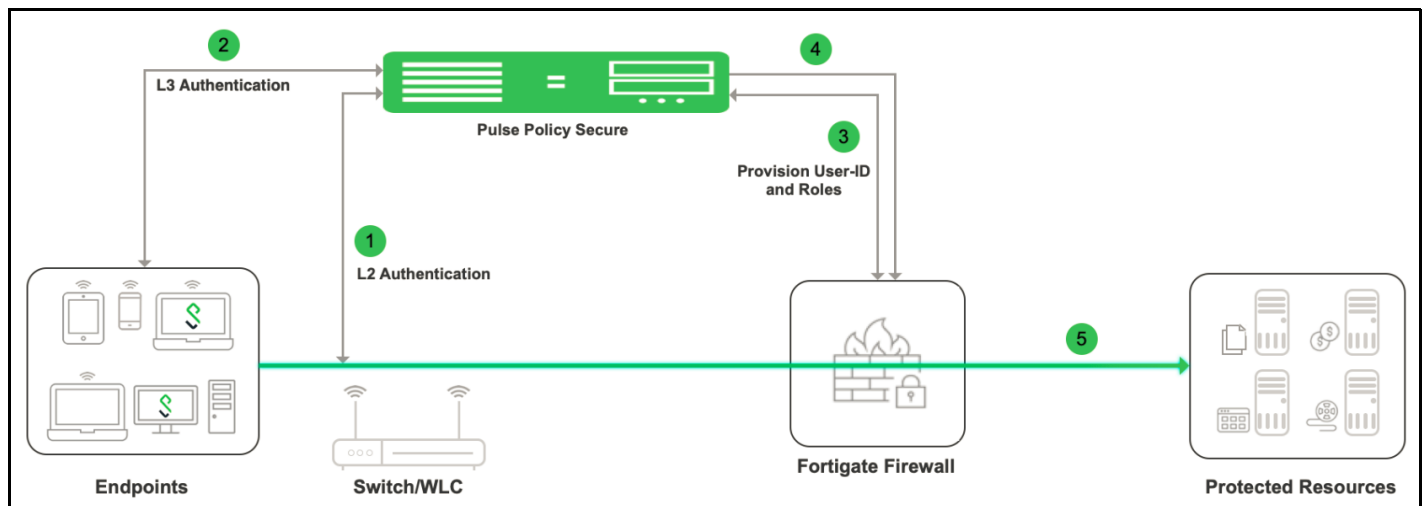 2
4
L3 Authentication
Pulse Policy Secure
3
Provision User-ID
and Roles
1
L2 Authentication
5
$
$
Endpoints
Switch/WLC
Fortigate Firewall
Protected Resources